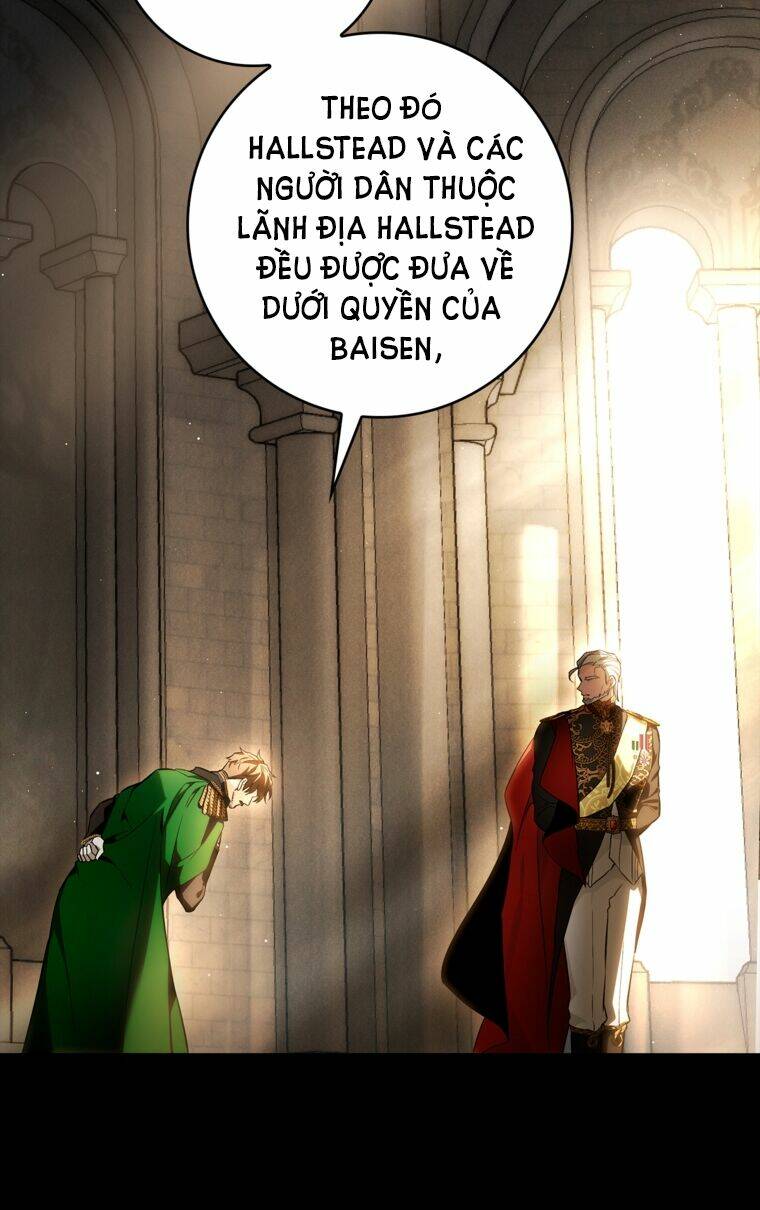 THEO ĐÓ
HALLSTEAD VÀ CÁC
NGƯỜI DÂN THUỘC
LÃNH ĐỊA HALLSTEAD
ĐỀU ĐƯỢC ĐƯA VỀ
DƯỚI QUYỀN CỦA
BAISEN,